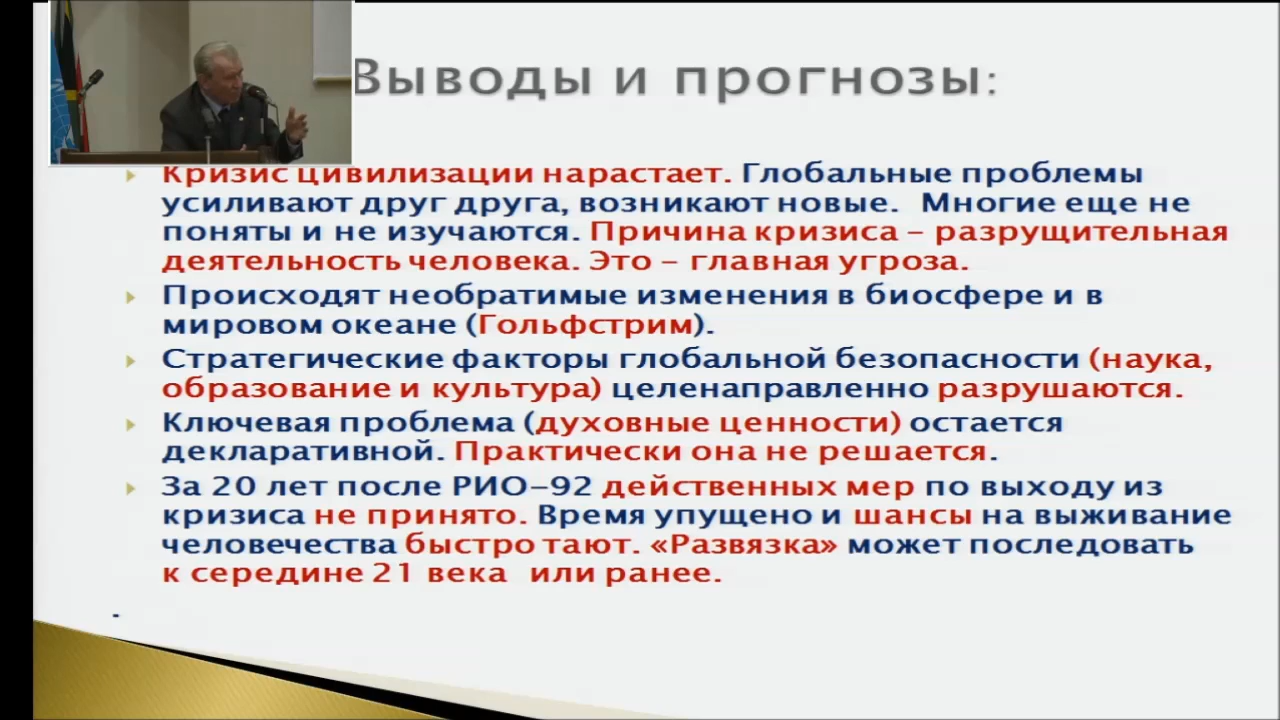 Выводы и прогнозы:
Кризис цивилизации нарастает. Глобальные проблемы
усиливают друг друга, возникают новые. Многие еще не
поняты и не изучаются. Причина кризиса – разрущительная
деятельность человека. Это – главная угроза.
Происходят необратимые изменения в биосфере и в
мировом океане (Гольфстрим).
Стратегические факторы глобальной безопасности (наука,
образование и культура) целенаправленно разрушаются.
Ключевая проблема (духовные ценности) остается
декларативной. Практически она не решается.
За 20 лет после РИО-92 действенных мер по выходу из
кризиса не принято. Время упущено и шансы на выживание
человечества быстро тают. «Развязка» может последовать
к середине 21 века или ранее.